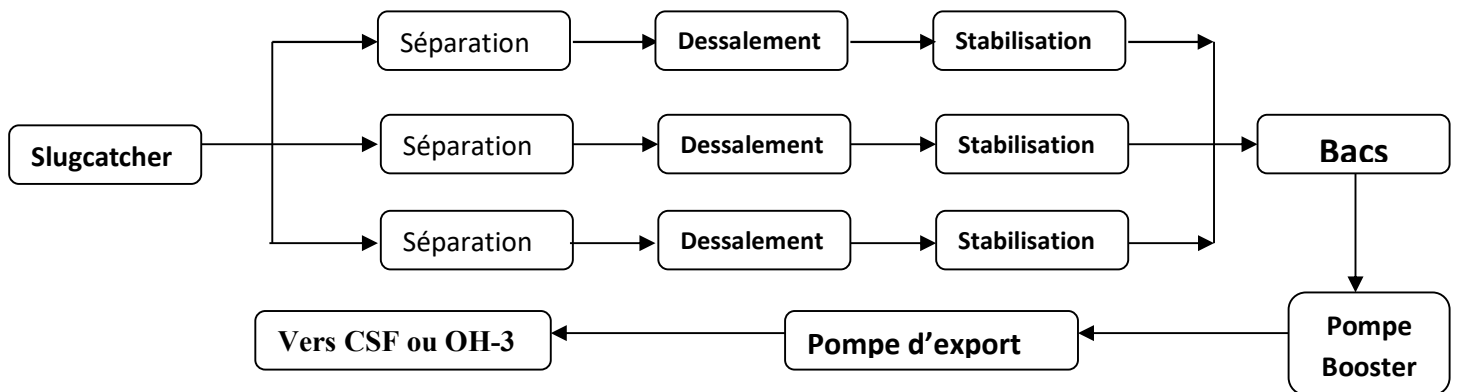 Séparation
Dessalement
Stabilisation
Slugcatcher
Séparation
Dessalement
Stabilisation
Bacs
Séparation
Dessalement
Stabilisation
Vers CSF ou OH-3
Pompe d’export
Pompe
Booster